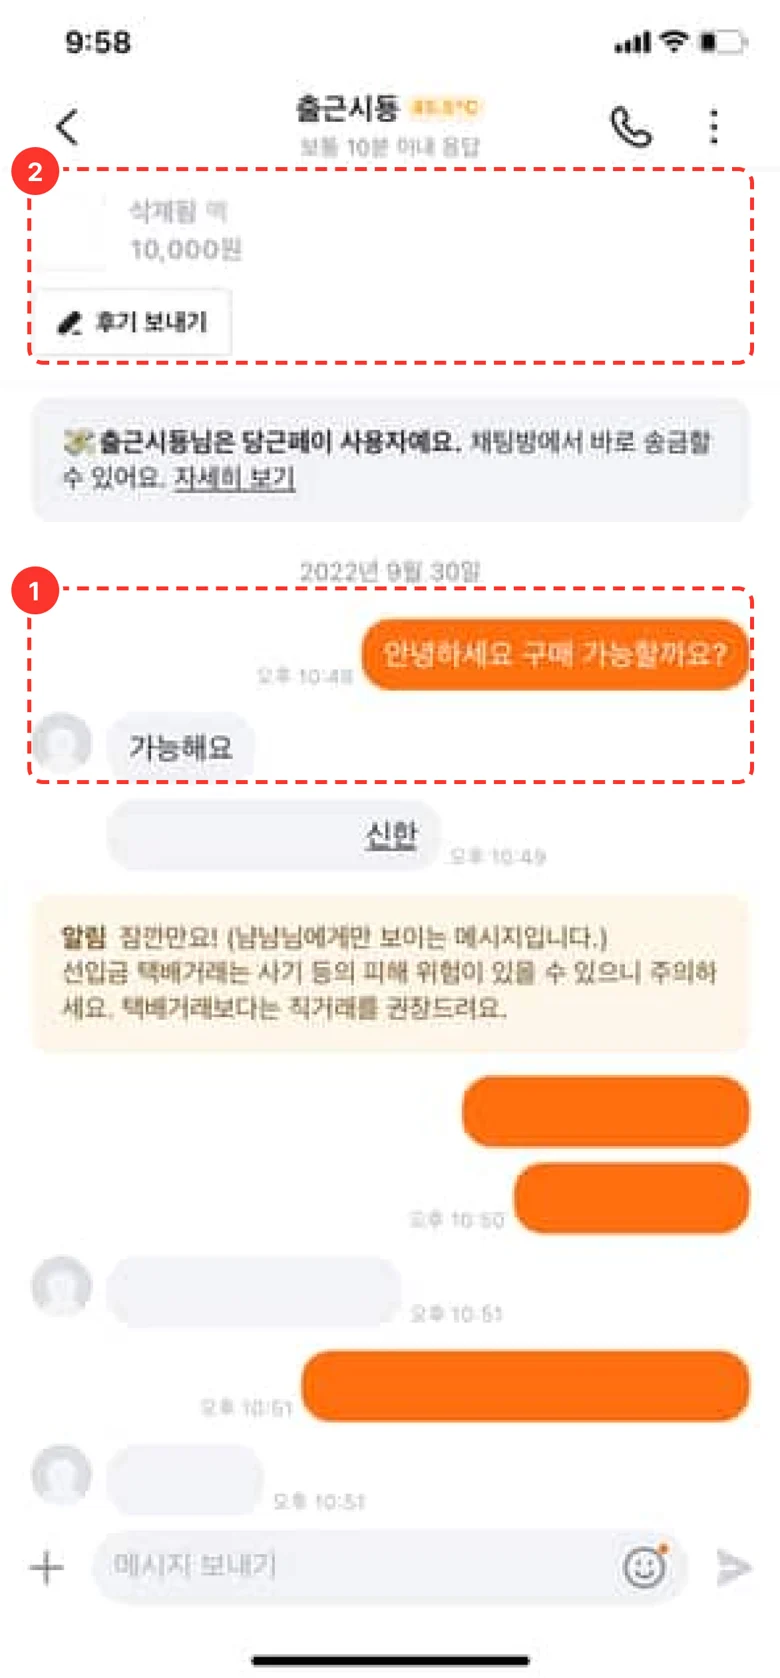 9:58
출근시동 45.5°C
보통 10분 이내 응답
2
삭제됨
10,000원
후기 보내기
출근시동님은 당근페이 사용자예요. 채팅방에서 바로 송금할
수 있어요. 자세히 보기
2022년 9월 30일
1
안녕하세요 구매 가능할까요?
오후 10:48
가능해요
신한
오후 10:49
알림 잠깐만요! (냠냠님에게만 보이는 메시지입니다.)
선입금 택배거래는 사기 등의 피해 위험이 있을 수 있으니 주의하
세요. 택배거래보다는 직거래를 권장드려요.
오후 10:50
오후 10:51
오후 10:51
오후 10:51
메시지 보내기